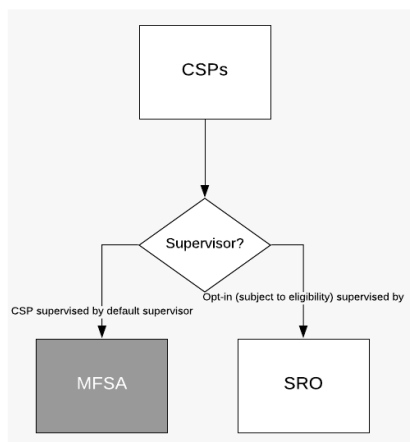 CSPs
Supervisor?
Opt-in (subject to eligibility) supervised by
CSP supervised by default supervisor
MFSA
SRO